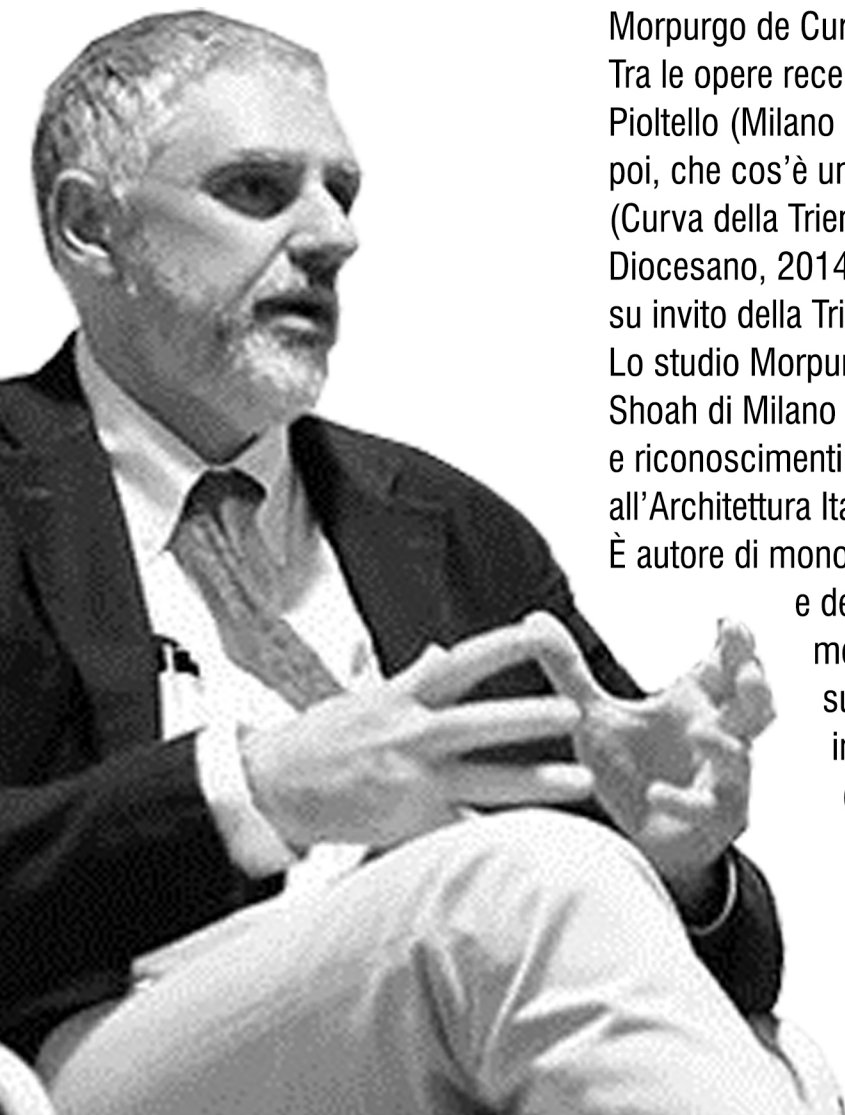 Morpurgo de Cur
Tra le opere rece
Pioltello (Milano
poi, che cos’è un
(Curva della Trien
Diocesano, 2014
su invito della Tri
Lo studio Morpur
Shoah di Milano
e riconoscimenti
all’Architettura Ita
È autore di mono
e de
mo
su
in